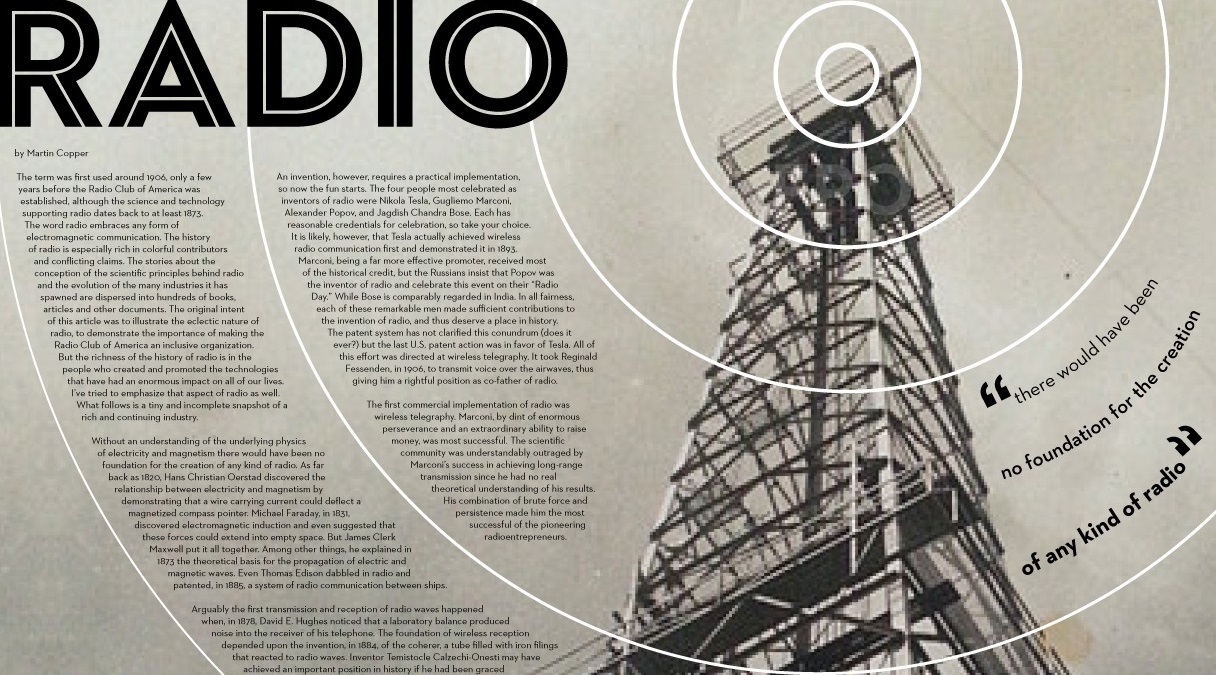 RADIO
by Martin Copper
The term was first used around 1906, only a few
years before the Radio Club of America was
established, although the science and technology
supporting radio dates back to at least 1873.
The word radio embraces any form of
electromagnetic communication. The history
of radio is especially rich in colorful contributors
and conflicting claims. The stories about the
conception of the scientific principles behind radio
and the evolution of the many industries it has
spawned are dispersed into hundreds of books,
articles and other documents. The original intent
of this article was to illustrate the eclectic nature of
radio, to demonstrate the importance of making the
Radio Club of America an inclusive organization.
But the richness of the history of radio is in the
people who created and promoted the technologies
that have had an enormous impact on all of our lives.
I've tried to emphasize that aspect of radio as well.
What follows is a tiny and incomplete snapshot of a
rich and continuing industry.
Without an understanding of the underlying physics
of electricity and magnetism there would have been no
foundation for the creation of any kind of radio. As far
back as 1820, Hans Christian Oerstad discovered the
relationship between electricity and magnetism by
demonstrating that a wire carrying current could deflect a
magnetized compass pointer. Michael Faraday, in 1831,
discovered electromagnetic induction and even suggested that
these forces could extend into empty space. But James Clerk
Maxwell put it all together. Among other things, he explained in
1873 the theoretical basis for the propagation of electric and
magnetic waves. Even Thomas Edison dabbled in radio and
patented, in 1885, a system of radio communication between ships.
Arguably the first transmission and reception of radio waves happened
when, in 1878, David E. Hughes noticed that a laboratory balance produced
noise into the receiver of his telephone. The foundation of wireless reception
depended upon the invention, in 1884, of the coherer, a tube filled with iron filings
that reacted to radio waves. Inventor Temistocle Calzechi-Onesti may have
achieved an important position in history if he had been graced
An invention, however, requires a practical implementation,
so now the fun starts. The four people most celebrated as
inventors of radio were Nikola Tesla, Gugliemo Marconi,
Alexander Popov, and Jagdish Chandra Bose. Each has
reasonable credentials for celebration, so take your choice.
It is likely, however, that Tesla actually achieved wireless
radio communication first and demonstrated it in 1893.
Marconi, being a far more effective promoter, received most
of the historical credit, but the Russians insist that Popov was
the inventor of radio and celebrate this event on their "Radio
Day." While Bose is comparably regarded in India. In all fairness,
each of these remarkable men made sufficient contributions to
the invention of radio, and thus deserve a place in history.
The patent system has not clarified this conundrum (does it
ever?) but the last U.S. patent action was in favor of Tesla. All of
this effort was directed at wireless telegraphy. It took Reginald
Fessenden, in 1906, to transmit voice over the airwaves, thus
giving him a rightful position as co-father of radio.
The first commercial implementation of radio was
wireless telegraphy. Marconi, by dint of enormous
perseverance and an extraordinary ability to raise
money, was most successful. The scientific
community was understandably outraged by
Marconi's success in achieving long-range
transmission since he had no real
theoretical understanding of his results.
His combination of brute force and
persistence made him the most
successful of the pioneering
radioentrepreneurs.
“there would have been
no foundation for the creation
of any kind of radio”